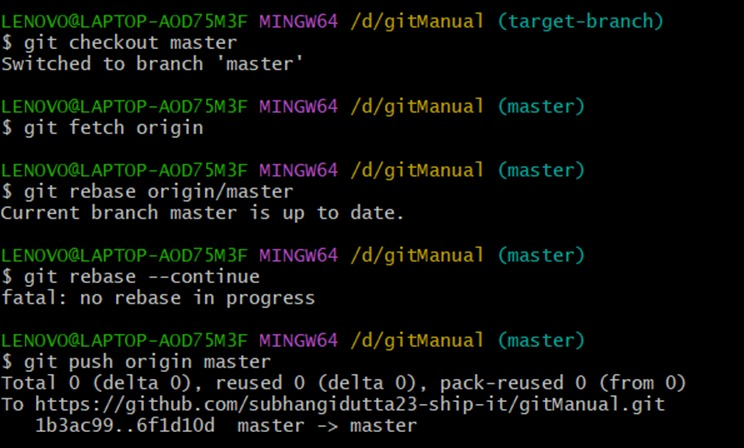 LENOVO@LAPTOP-AOD75M3F MINGW64 /d/gitManual (target-branch)
$ git checkout master
Switched to branch 'master'
LENOVO@LAPTOP-AOD75M3F MINGW64 /d/gitManual (master)
$ git fetch origin
LENOVO@LAPTOP-AOD75M3F MINGW64 /d/gitManual (master)
$ git rebase origin/master
Current branch master is up to date.
LENOVO@LAPTOP-AOD75M3F MINGW64 /d/gitManual (master)
$ git rebase --continue
fatal: no rebase in progress
LENOVO@LAPTOP-AOD75M3F MINGW64 /d/gitManual (master)
$ git push origin master
Total 0 (delta 0), reused 0 (delta 0), pack-reused 0 (from 0)
To https://github.com/subhangidutta23-ship-it/gitManual.git
   1b3ac99..6f1d10d  master -> master